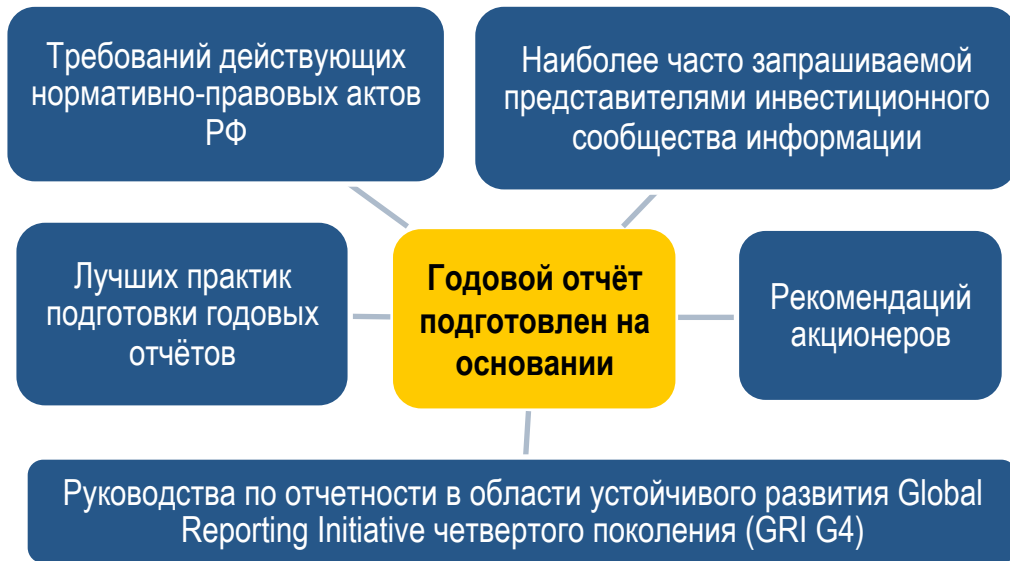 Требований действующих
нормативно-правовых актов
РФ
Наиболее часто запрашиваемой
представителями инвестиционного
сообщества информации
Лучших практик
подготовки годовых
отчётов
Годовой отчёт
подготовлен на
основании
Рекомендаций
акционеров
Руководства по отчетности в области устойчивого развития Global
Reporting Initiative четвертого поколения (GRI G4)